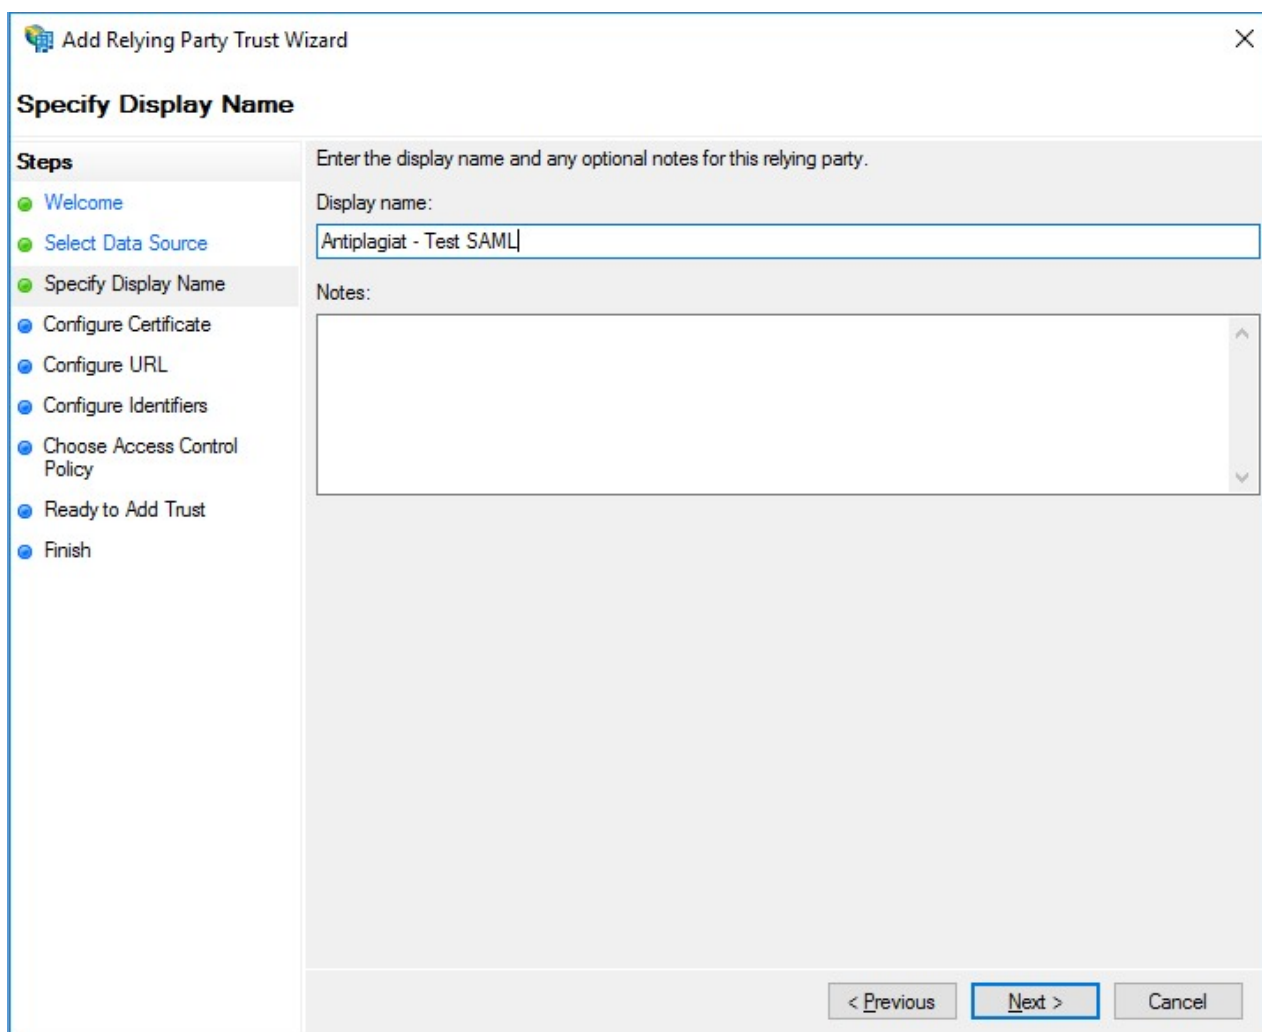 Add Relying Party Trust Wizard
Specify Display Name
Steps
Welcome
Select Data Source
Specify Display Name
Configure Certificate
Configure URL
Configure Identifiers
Choose Access Control
Policy
Ready to Add Trust
Finish
Enter the display name and any optional notes for this relying party.
Display name:
Antiplagiat - Test SAML
Notes:
< Previous
Next >
Cancel